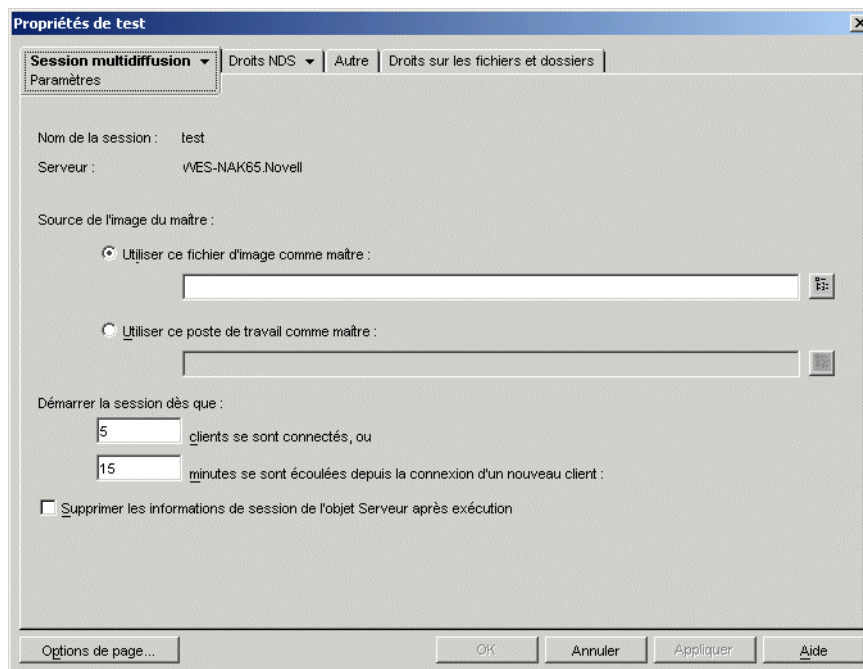 Propriétés de test
Session multidiffusion
Droits NDS
Autre
Droits sur les fichiers et dossiers
Paramètres
Nom de la session : test
Serveur : WES-NAK65.Novell
Source de l'image du maître :
Utiliser ce fichier d'image comme maître :
Utiliser ce poste de travail comme maître :
Démarrer la session dès que :
5 clients se sont connectés, ou
15 minutes se sont écoulées depuis la connexion d'un nouveau client :
Supprimer les informations de session de l'objet Serveur après exécution
Options de page... OK Annuler Appliquer Aide